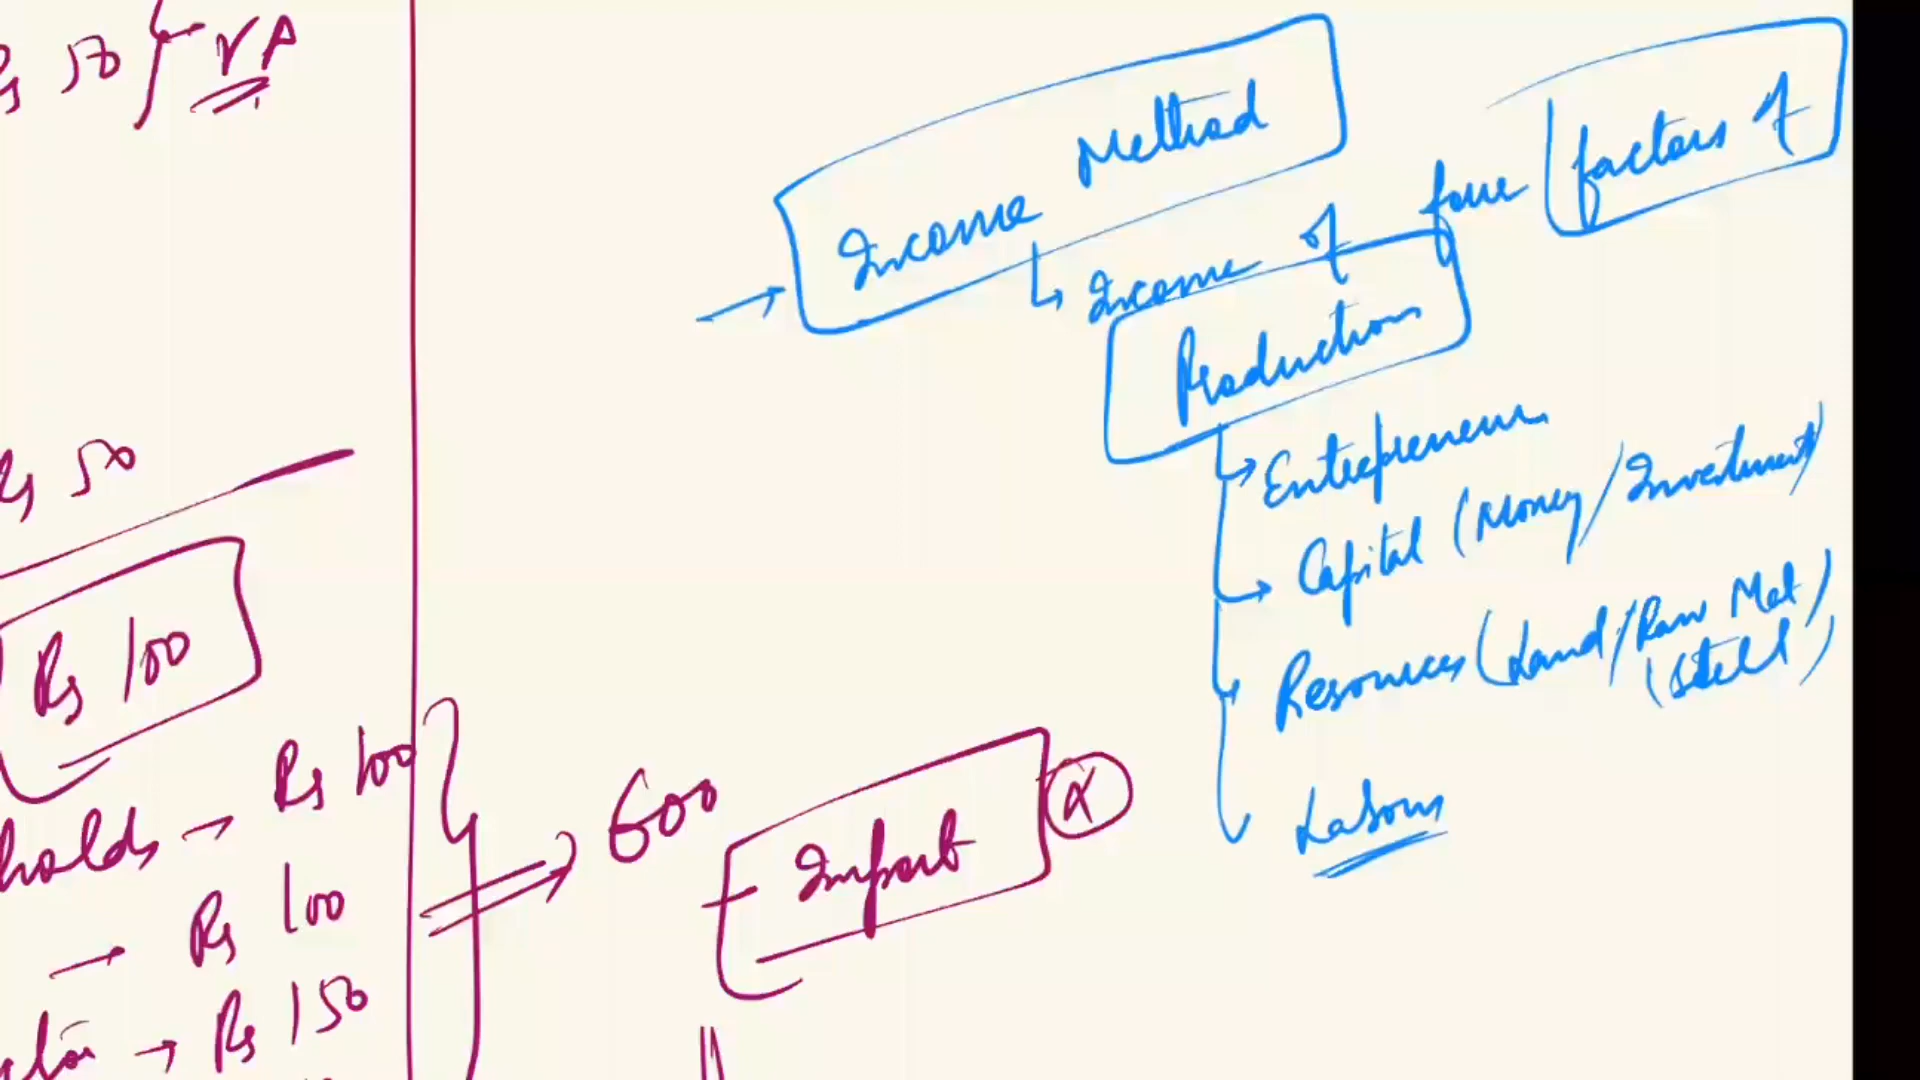 Rs 50 } VA
Rs 50
Rs 100
holds → Rs 100
→ Rs 100
→ Rs 150
⇒ 600
- Import X
→ Income Method
↳ Income of four factors of
Production
→ Entrepreneur
→ Capital (Money/Investment)
→ Resources (Land/Raw Mat)
(Steel)
Labour